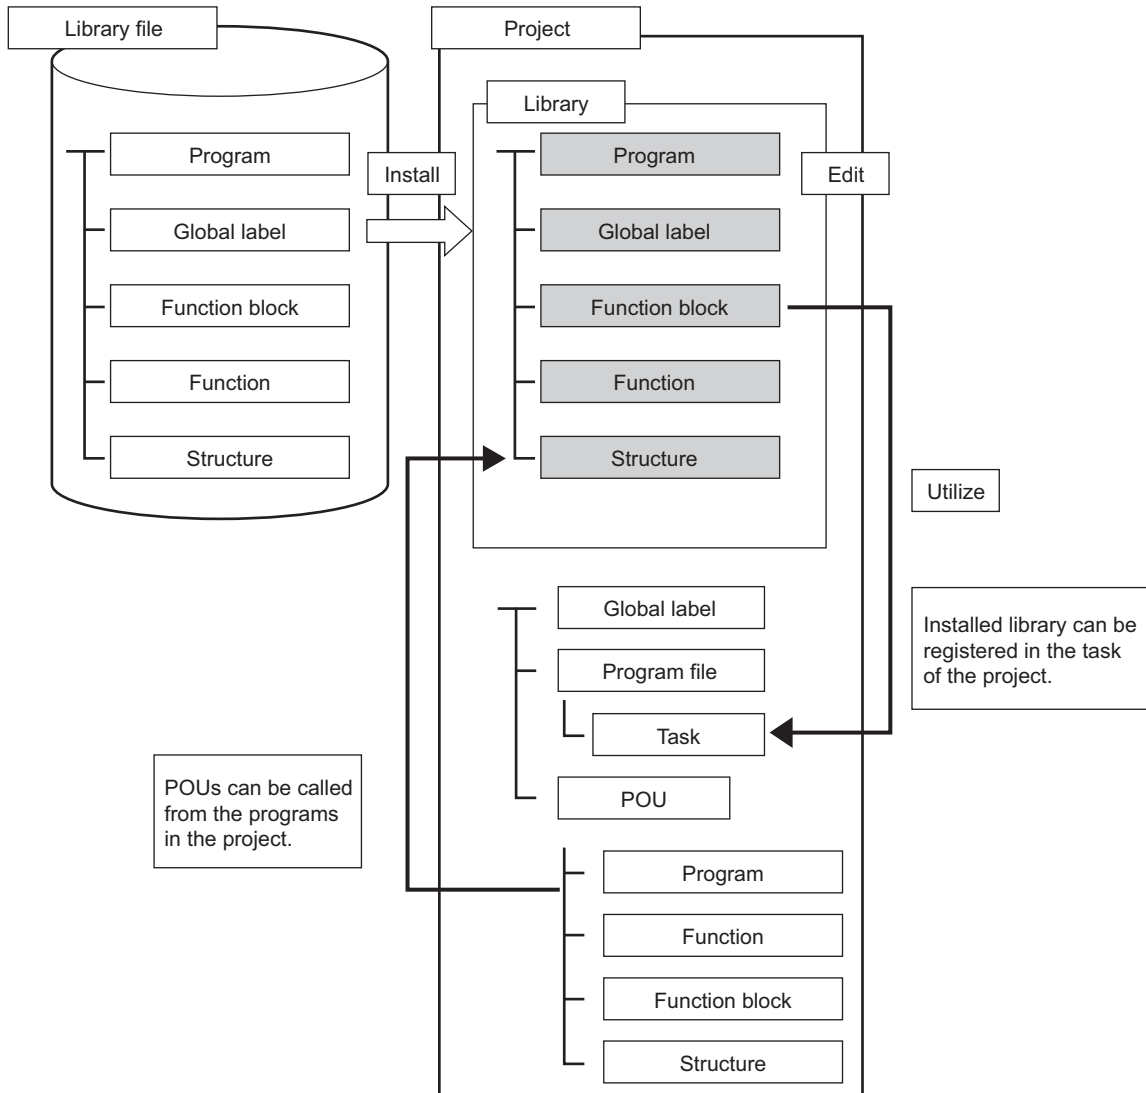 Library file
Project
Library
Program
Global label
Function block
Function
Structure
Install
Program
Global label
Function block
Function
Structure
Edit
Utilize
Installed library can be
registered in the task
of the project.
Global label
Program file
Task
POU
POUs can be called
from the programs
in the project.
Program
Function
Function block
Structure